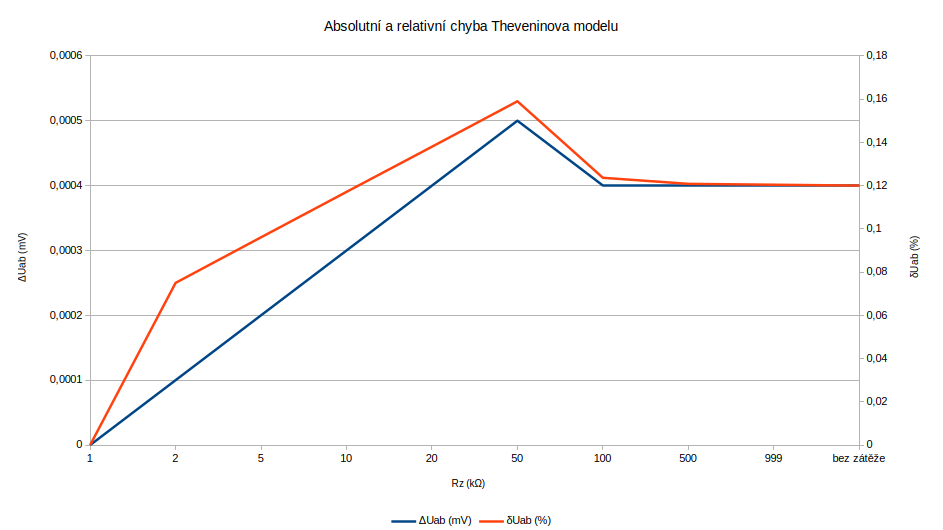 Absolutní a relativní chyba Theveninova modelu
0,0006
0,0005
0,0004
0,0003
0,0002
0,0001
0
ΔUab (mV)
0,18
0,16
0,14
0,12
0,1
0,08
0,06
0,04
0,02
0
δUab (%)
1 2 5 10 20 50 100 500 999 bez zátěže
Rz (kΩ)
ΔUab (mV) δUab (%)